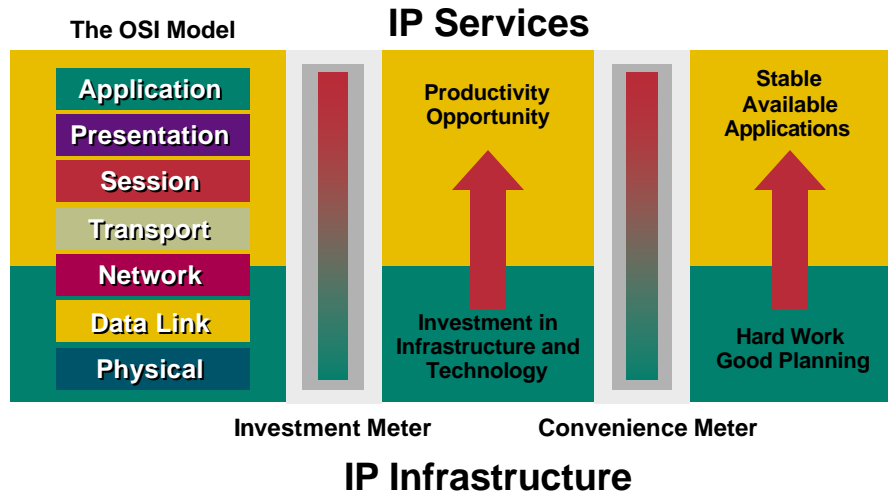 IP Services
The OSI Model
Application
Presentation
Session
Transport
Network
Data Link
Physical
Productivity
Opportunity
Investment in
Infrastructure and
Technology
Stable
Available
Applications
Hard Work
Good Planning
Investment Meter
Convenience Meter
IP Infrastructure